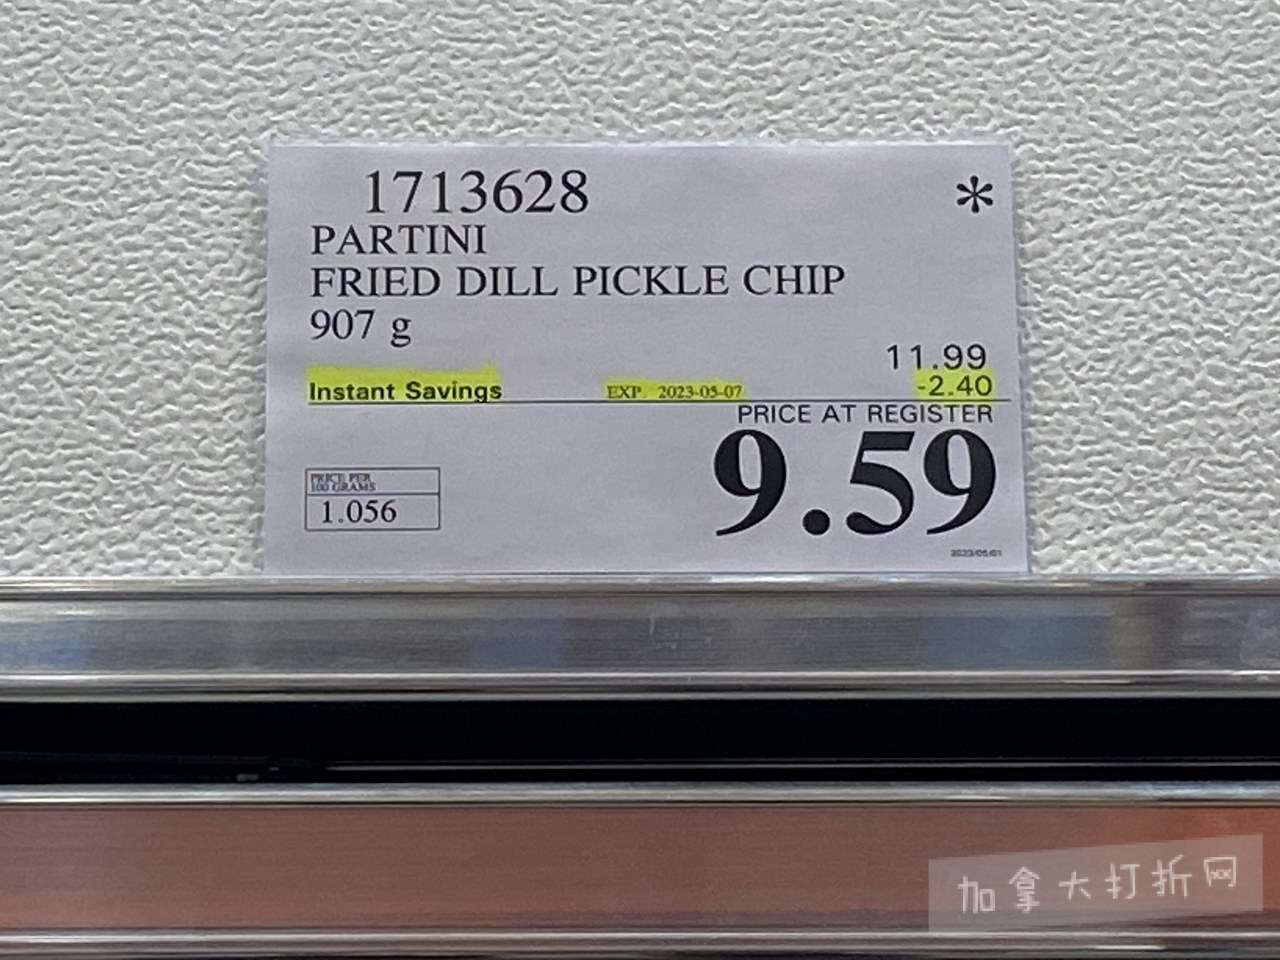 1713628
*
PARTINI
FRIED DILL PICKLE CHIP
907 g
11.99
Instant Savings EXP. 2023-05-07 -2.40
PRICE AT REGISTER
9.59
PRICE PER
100 GRAMS
1.056
2023/05/01
加拿大打折网